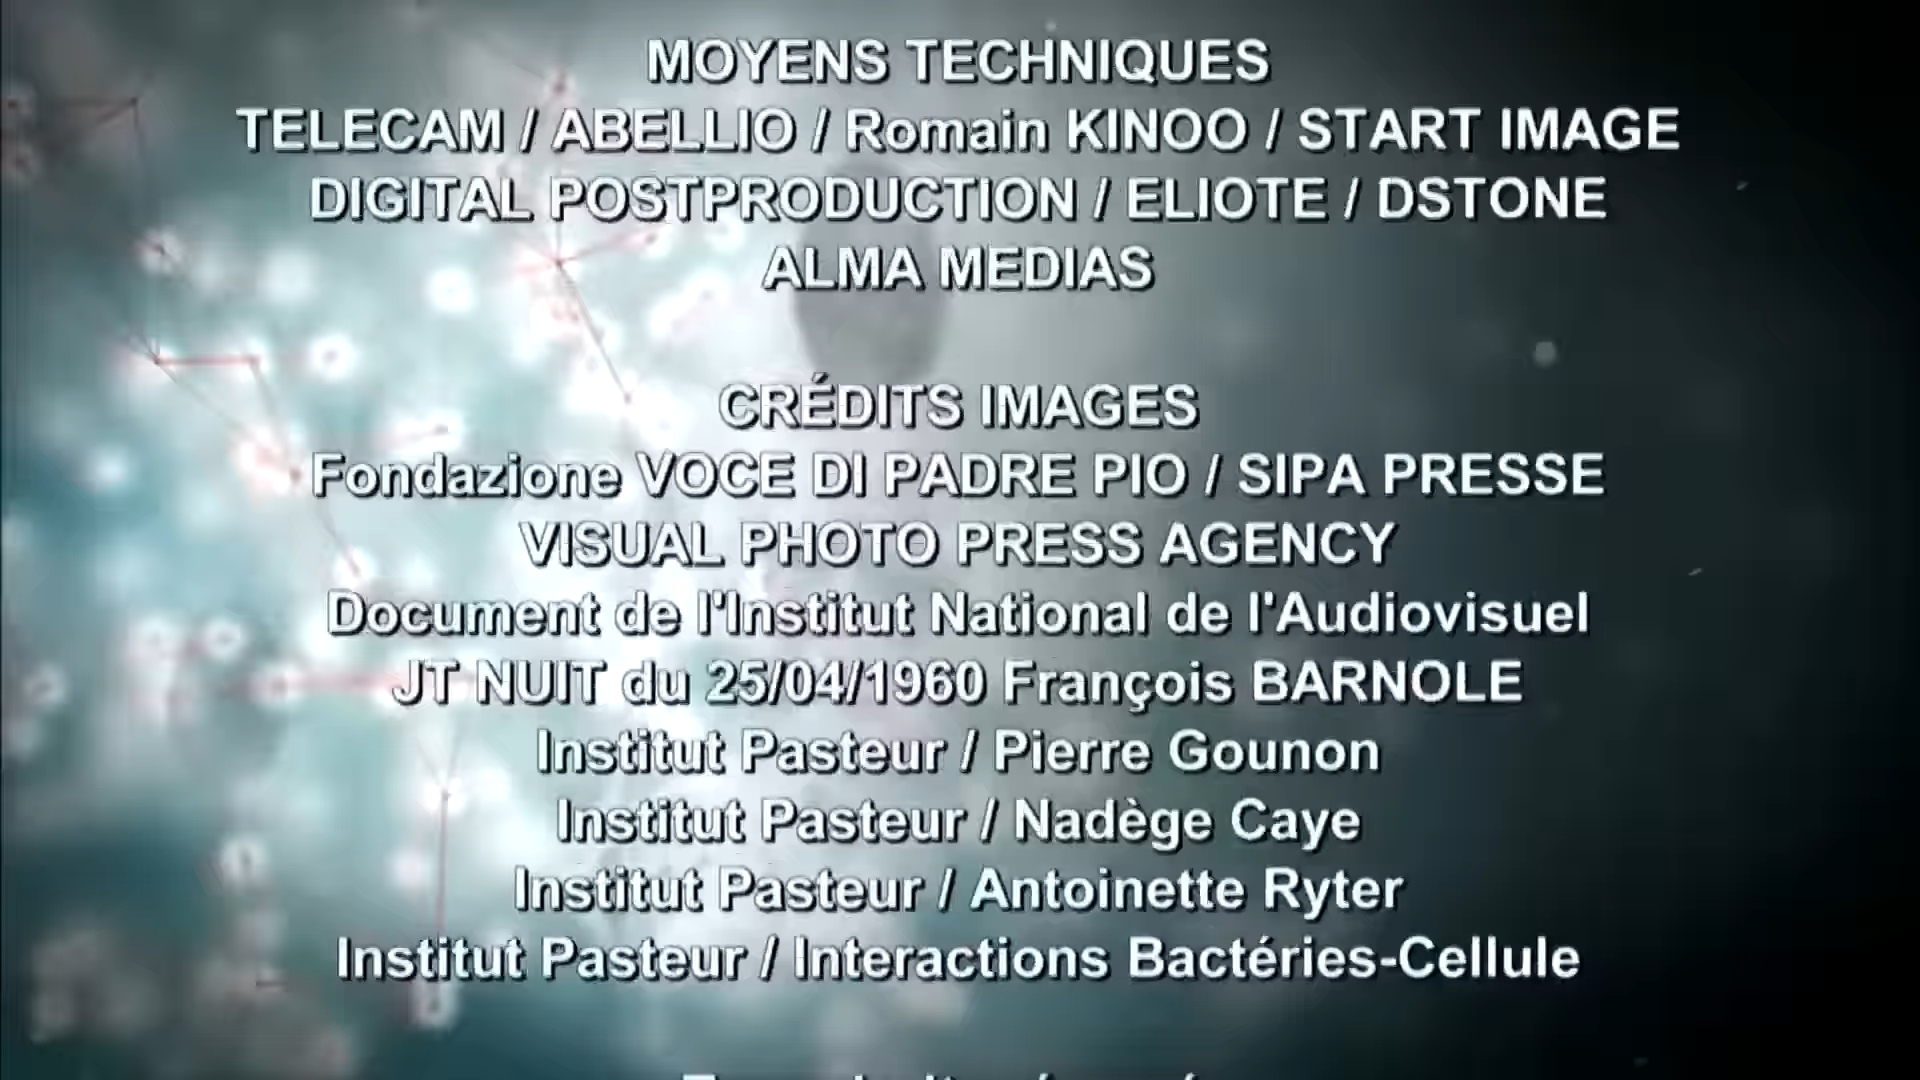 MOYENS TECHNIQUES
TELECAM / ABELLIO / Romain KINOO / START IMAGE
DIGITAL POSTPRODUCTION / ELIOTE / DSTONE
ALMA MEDIAS
CRÉDITS IMAGES
Fondazione VOCE DI PADRE PIO / SIPA PRESSE
VISUAL PHOTO PRESS AGENCY
Document de l'Institut National de l'Audiovisuel
JT NUIT du 25/04/1960 François BARNOLE
Institut Pasteur / Pierre Gounon
Institut Pasteur / Nadège Caye
Institut Pasteur / Antoinette Ryter
Institut Pasteur / Interactions Bactéries-Cellule